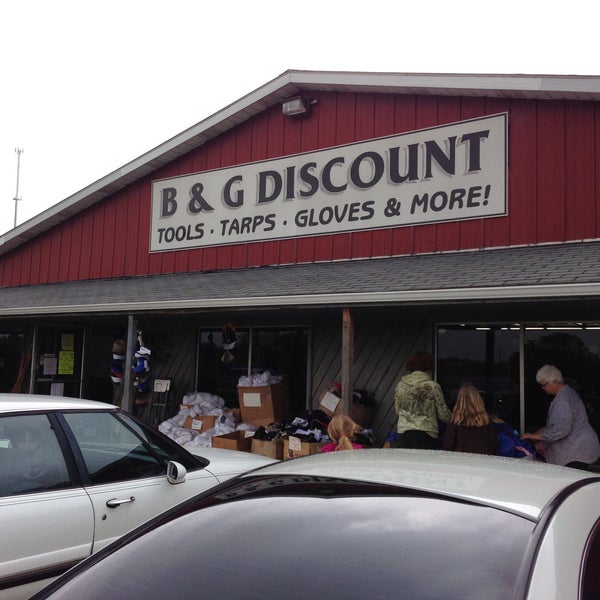 B & G DISCOUNT
TOOLS · TARPS · GLOVES & MORE!